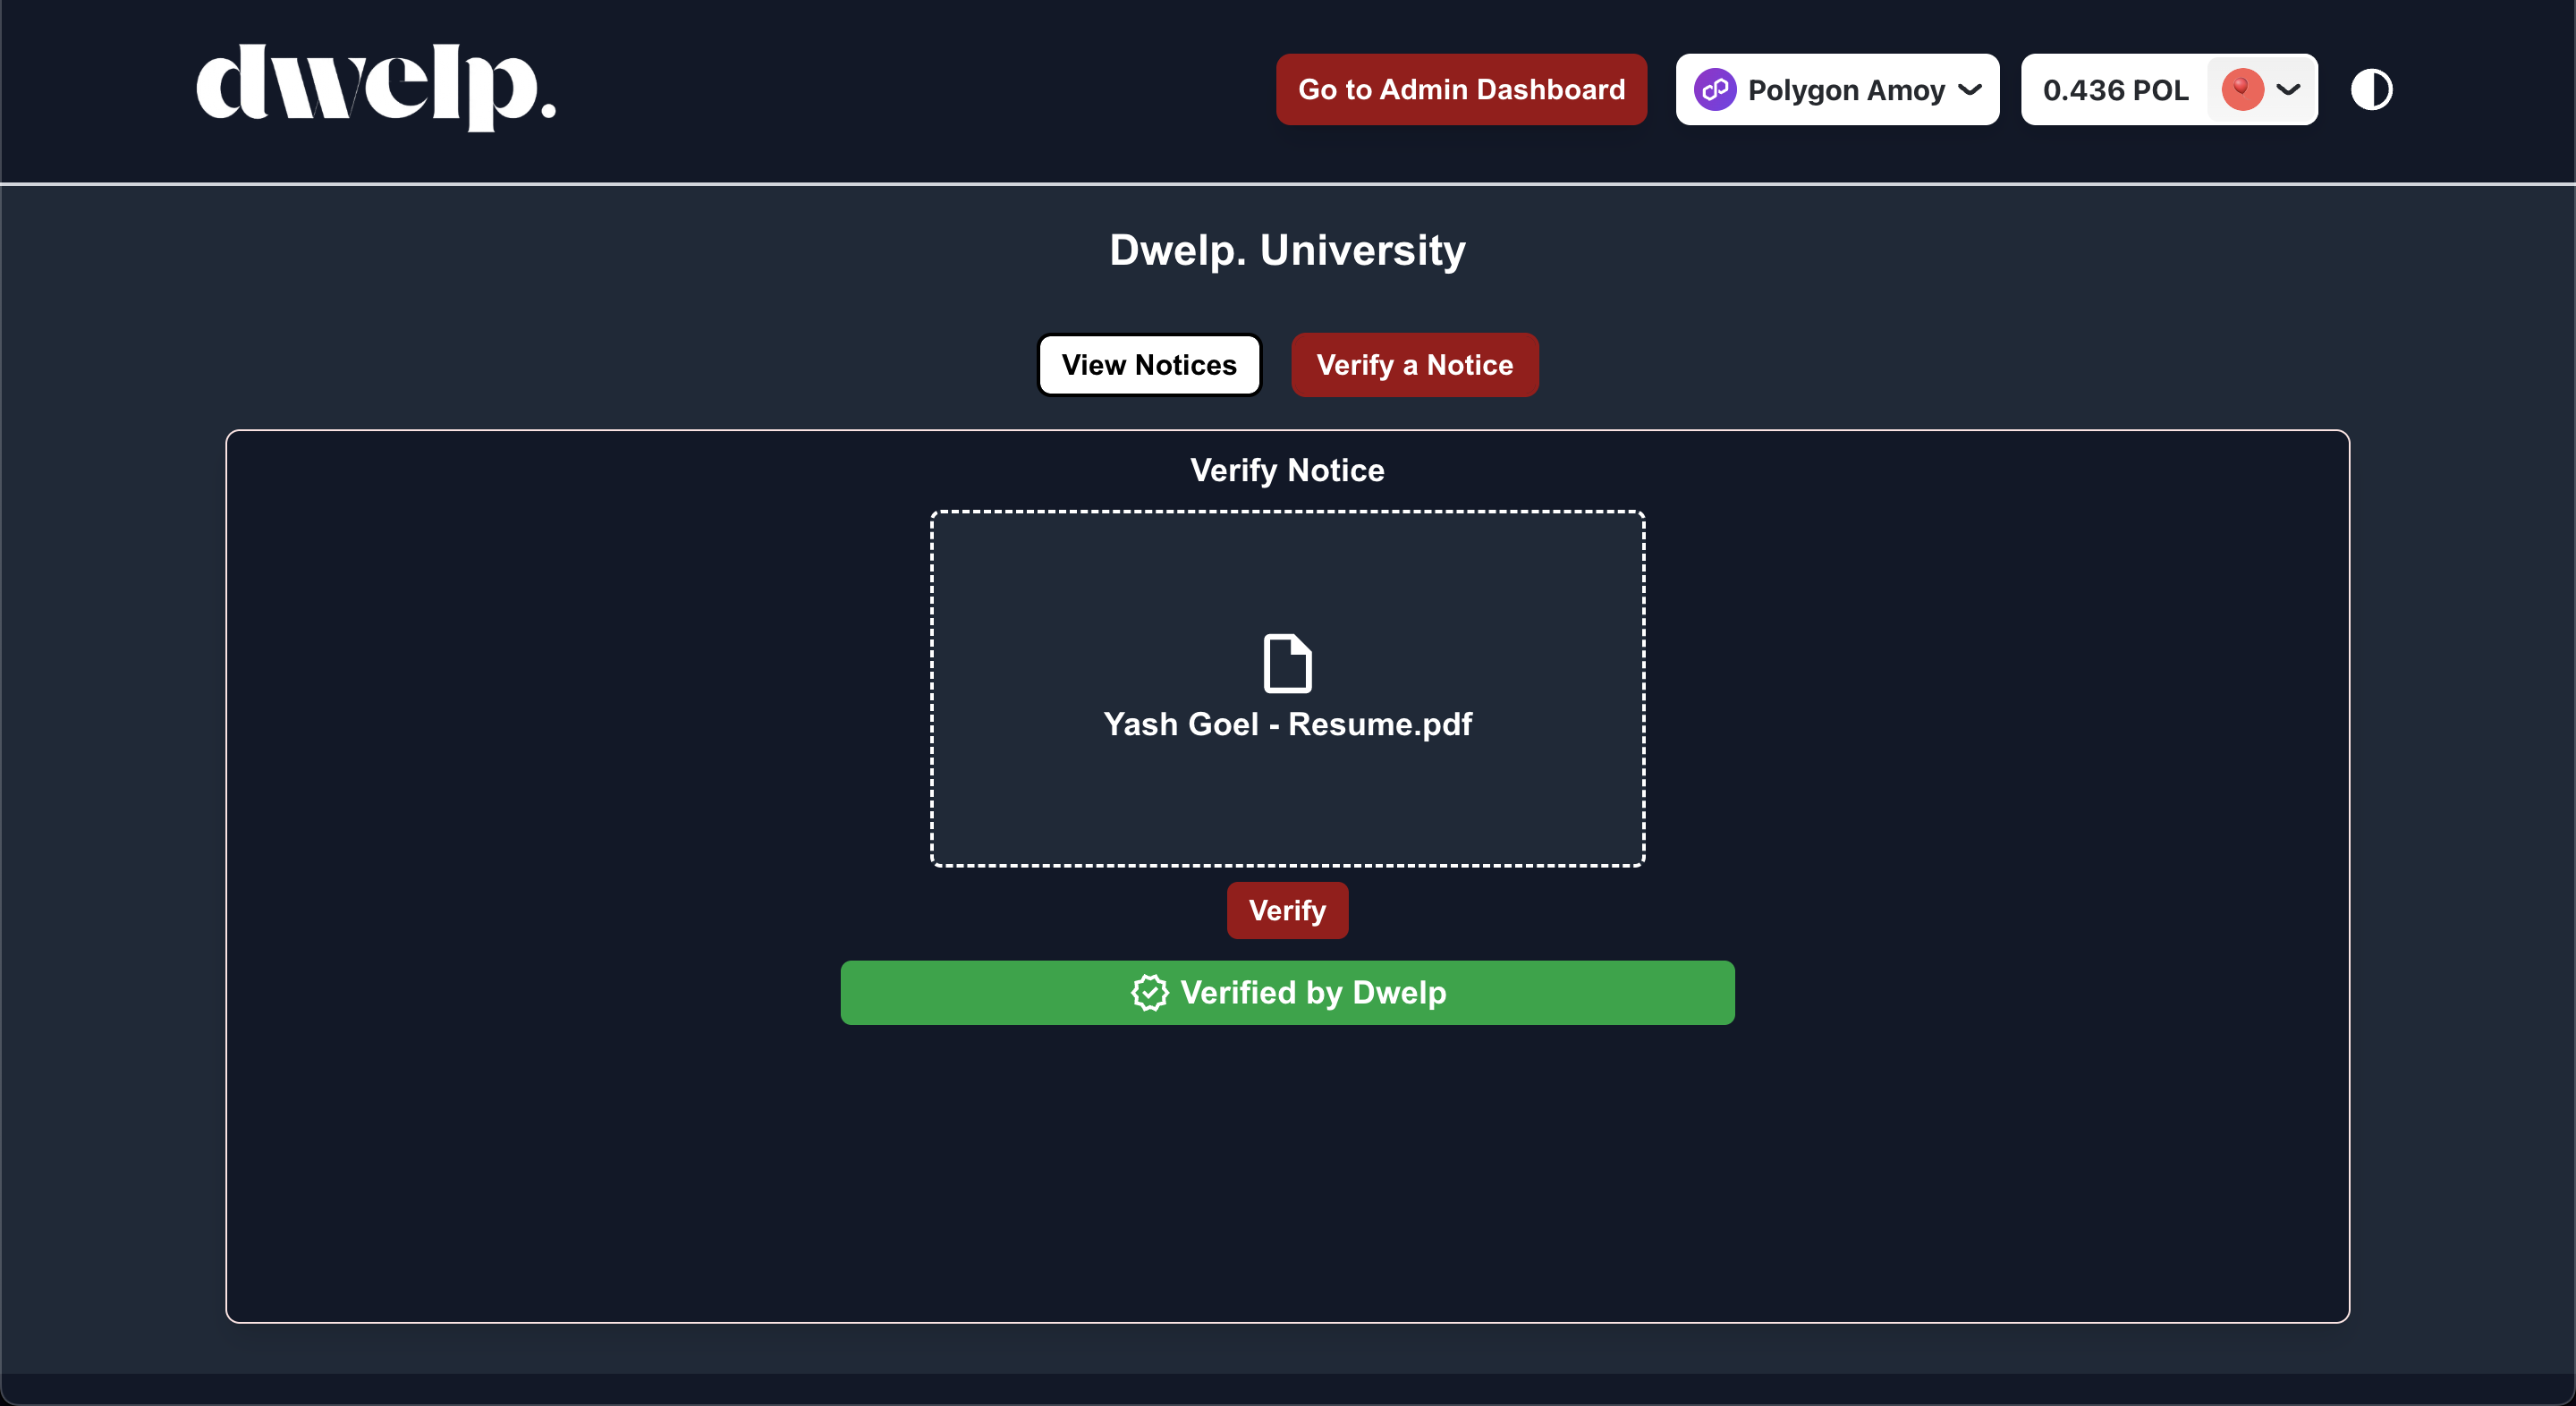 dwelp.
Go to Admin Dashboard
Polygon Amoy
0.436 POL
Dwelp. University
View Notices
Verify a Notice
Verify Notice
Yash Goel - Resume.pdf
Verify
Verified by Dwelp